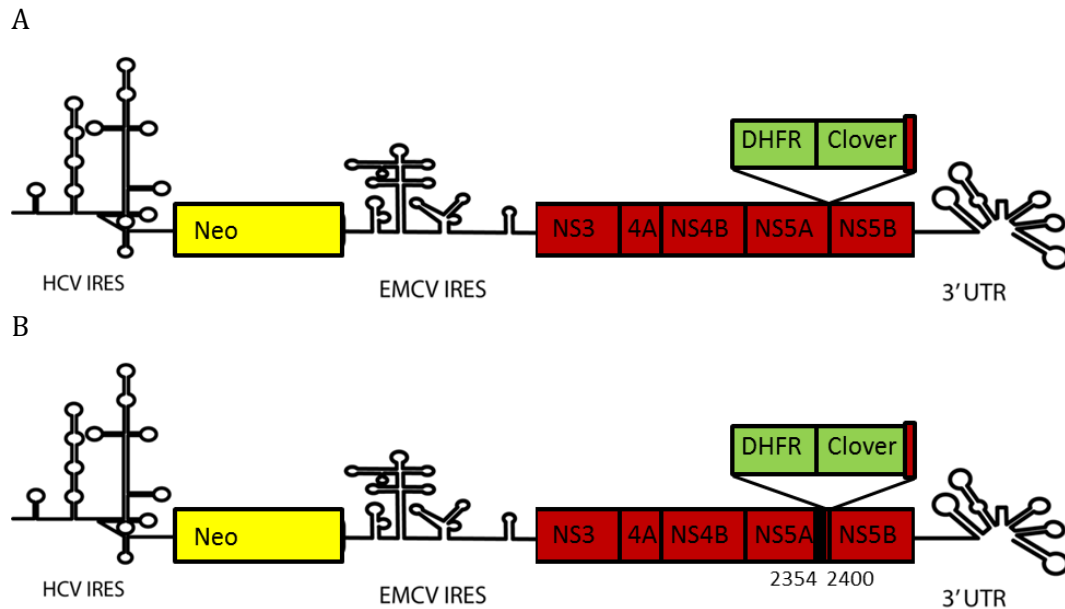 A
DHFR Clover
Neo NS3 4A NS4B NS5A NS5B
HCV IRES EMCV IRES 3' UTR
B
DHFR Clover
Neo NS3 4A NS4B NS5A NS5B
2354 2400
HCV IRES EMCV IRES 3' UTR